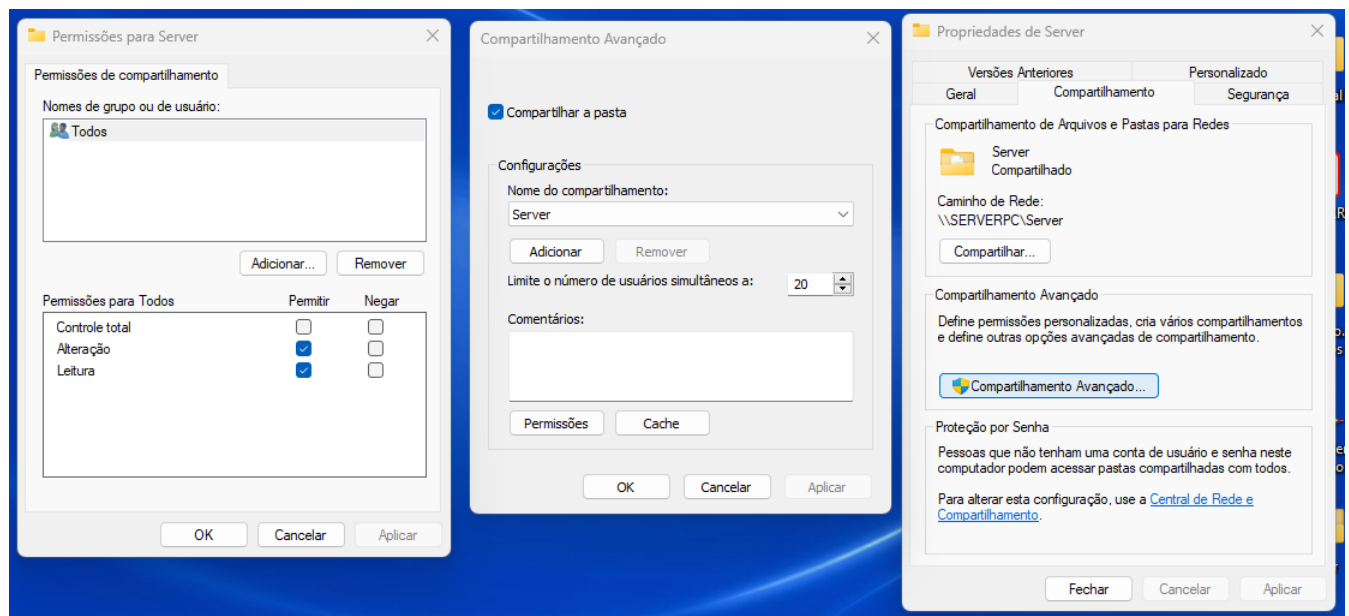 Permissões para Server
Permissões de compartilhamento
Nomes de grupo ou de usuário:
Todos
Adicionar...
Remover
Permissões para Todos
Permitir
Negar
Controle total
Alteração
Leitura
OK
Cancelar
Aplicar
Compartilhamento Avançado
Compartilhar a pasta
Configurações
Nome do compartilhamento:
Server
Adicionar
Remover
Limite o número de usuários simultâneos a:
20
Comentários:
Permissões
Cache
OK
Cancelar
Aplicar
Propriedades de Server
Versões Anteriores
Personalizado
Geral
Compartilhamento
Segurança
Compartilhamento de Arquivos e Pastas para Redes
Server
Compartilhado
Caminho de Rede:
\\SERVERPC\Server
Compartilhar...
Compartilhamento Avançado
Define permissões personalizadas, cria vários compartilhamentos
e define outras opções avançadas de compartilhamento.
Compartilhamento Avançado...
Proteção por Senha
Pessoas que não tenham uma conta de usuário e senha neste
computador podem acessar pastas compartilhadas com todos.
Para alterar esta configuração, use a Central de Rede e
Compartilhamento.
Fechar
Cancelar
Aplicar